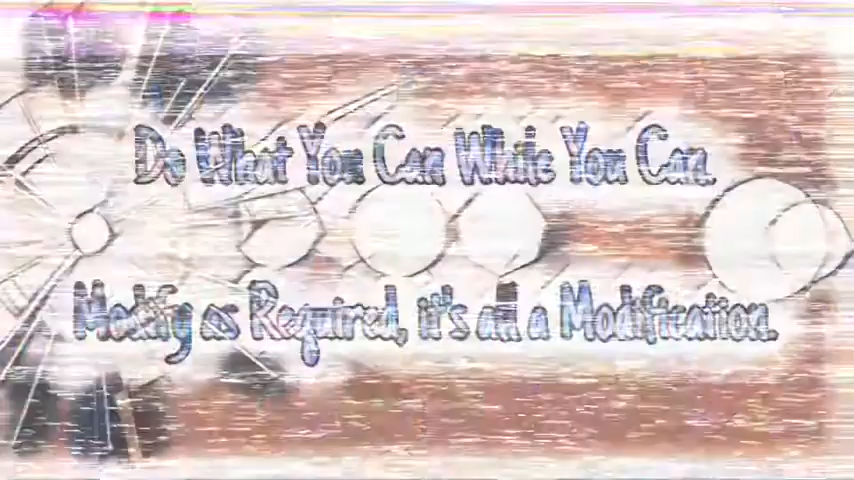 Do What You Can While You Can.
Modify as Required, it's all a Modification.